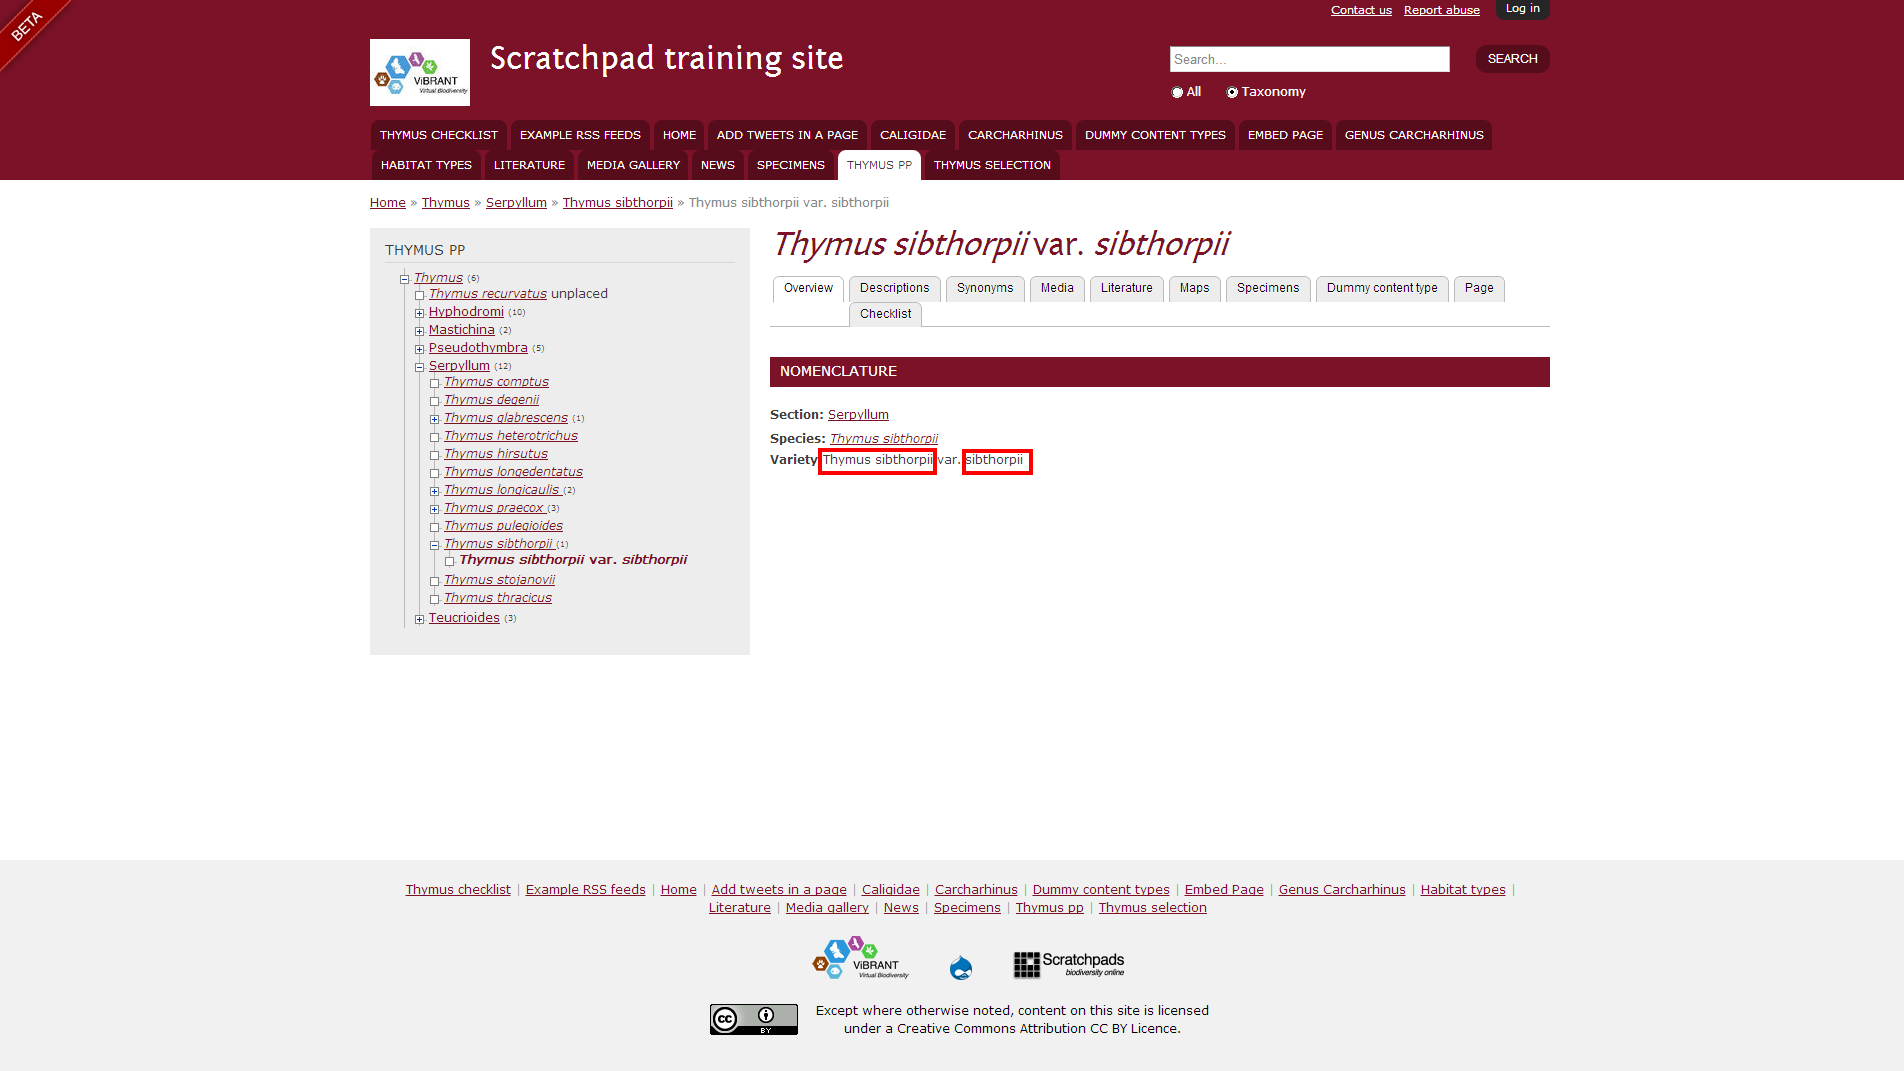 BETA
Contact us Report abuse Log in
ViBRANT
Virtual Biodiversity
Scratchpad training site
Search...
SEARCH
All Taxonomy
THYMUS CHECKLIST EXAMPLE RSS FEEDS HOME ADD TWEETS IN A PAGE CALIGIDAE CARCHARHINUS DUMMY CONTENT TYPES EMBED PAGE GENUS CARCHARHINUS
HABITAT TYPES LITERATURE MEDIA GALLERY NEWS SPECIMENS THYMUS PP THYMUS SELECTION
Home » Thymus » Serpyllum » Thymus sibthorpii » Thymus sibthorpii var. sibthorpii
THYMUS PP
Thymus (6)
Thymus recurvatus unplaced
Hyphodromi (10)
Mastichina (2)
Pseudothymbra (5)
Serpyllum (12)
Thymus comptus
Thymus degenii
Thymus glabrescens (1)
Thymus heterotrichus
Thymus hirsutus
Thymus longedentatus
Thymus longicaulis (2)
Thymus praecox (3)
Thymus pulegioides
Thymus sibthorpii (1)
Thymus sibthorpii var. sibthorpii
Thymus stojanovii
Thymus thracicus
Teucrioides (3)
Thymus sibthorpii var. sibthorpii
Overview Descriptions Synonyms Media Literature Maps Specimens Dummy content type Page
Checklist
NOMENCLATURE
Section: Serpyllum
Species: Thymus sibthorpii
Variety Thymus sibthorpii var. sibthorpii
Thymus checklist | Example RSS feeds | Home | Add tweets in a page | Caligidae | Carcharhinus | Dummy content types | Embed Page | Genus Carcharhinus | Habitat types |
Literature | Media gallery | News | Specimens | Thymus pp | Thymus selection
ViBRANT
Virtual Biodiversity
Scratchpads
biodiversity online
cc BY
Except where otherwise noted, content on this site is licensed
under a Creative Commons Attribution CC BY Licence.